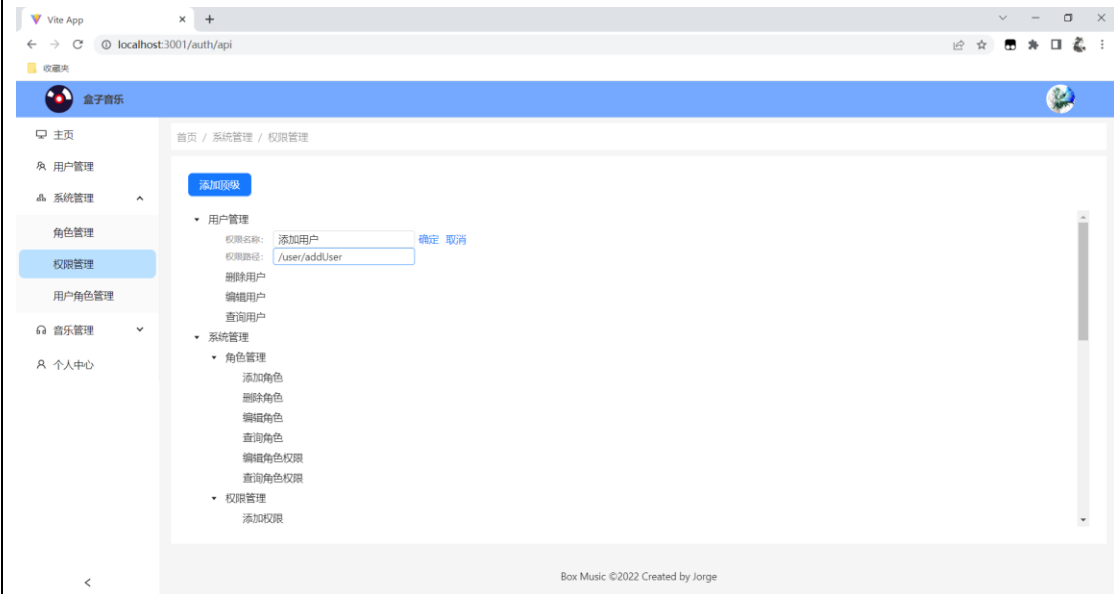 Vite App
localhost:3001/auth/api
收藏夹
盒子音乐
主页
用户管理
系统管理
角色管理
权限管理
用户角色管理
音乐管理
个人中心
首页 / 系统管理 / 权限管理
添加顶级
用户管理
权限名称: 添加用户 确定 取消
权限路径: /user/addUser
删除用户
编辑用户
查询用户
系统管理
角色管理
添加角色
删除角色
编辑角色
查询角色
编辑角色权限
查询角色权限
权限管理
添加权限
Box Music ©2022 Created by Jorge